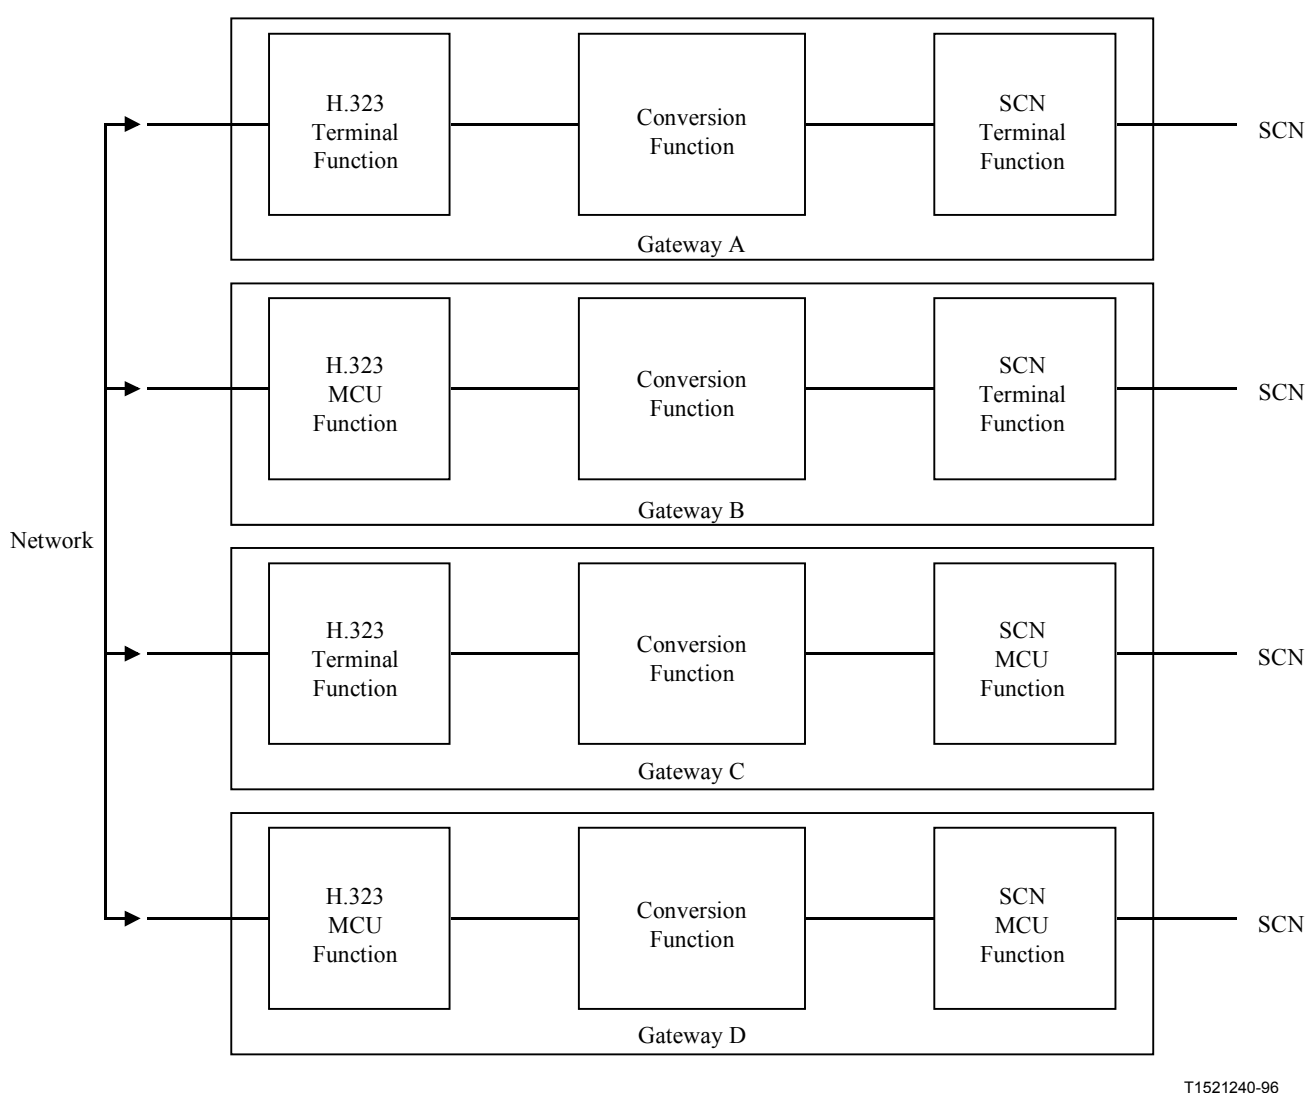 H.323
Terminal
Function
Conversion
Function
SCN
Terminal
Function
SCN
Gateway A
H.323
MCU
Function
Conversion
Function
SCN
Terminal
Function
SCN
Gateway B
Network
H.323
Terminal
Function
Conversion
Function
SCN
MCU
Function
SCN
Gateway C
H.323
MCU
Function
Conversion
Function
SCN
MCU
Function
SCN
Gateway D
T1521240-96